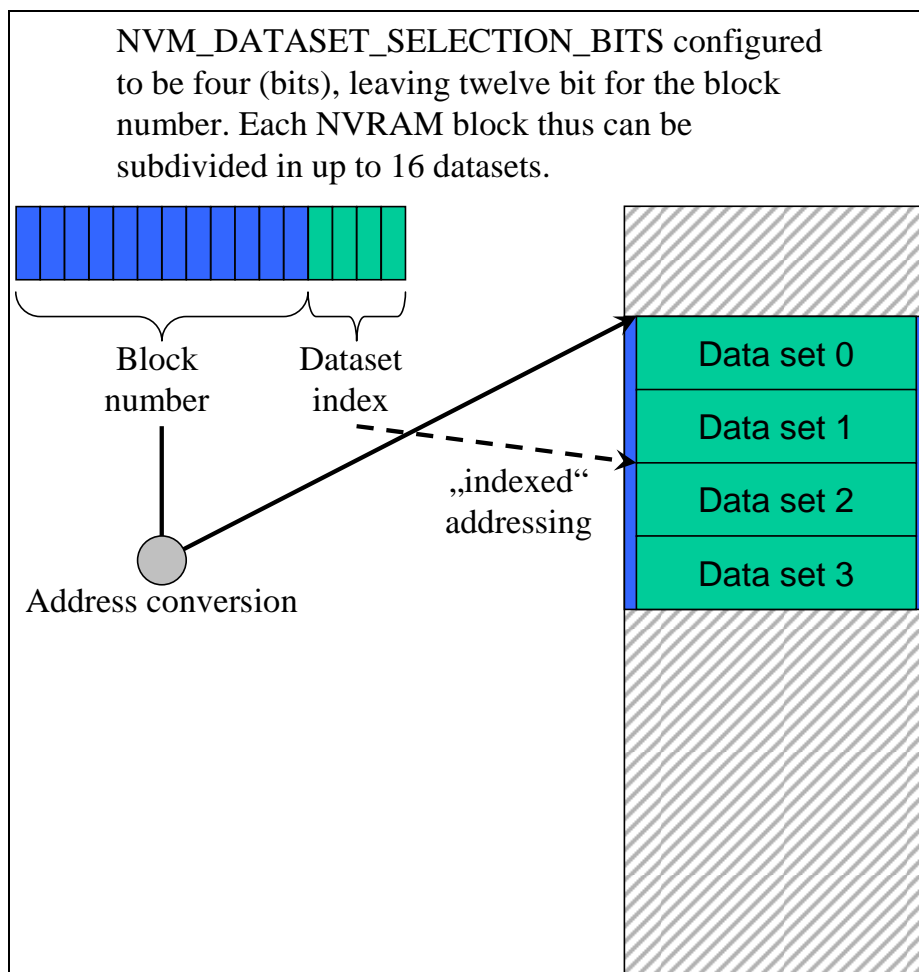 NVM_DATASET_SELECTION_BITS configured
to be four (bits), leaving twelve bit for the block
number. Each NVRAM block thus can be
subdivided in up to 16 datasets.
Block
number
Dataset
index
„indexed“
addressing
Address conversion
Data set 0
Data set 1
Data set 2
Data set 3